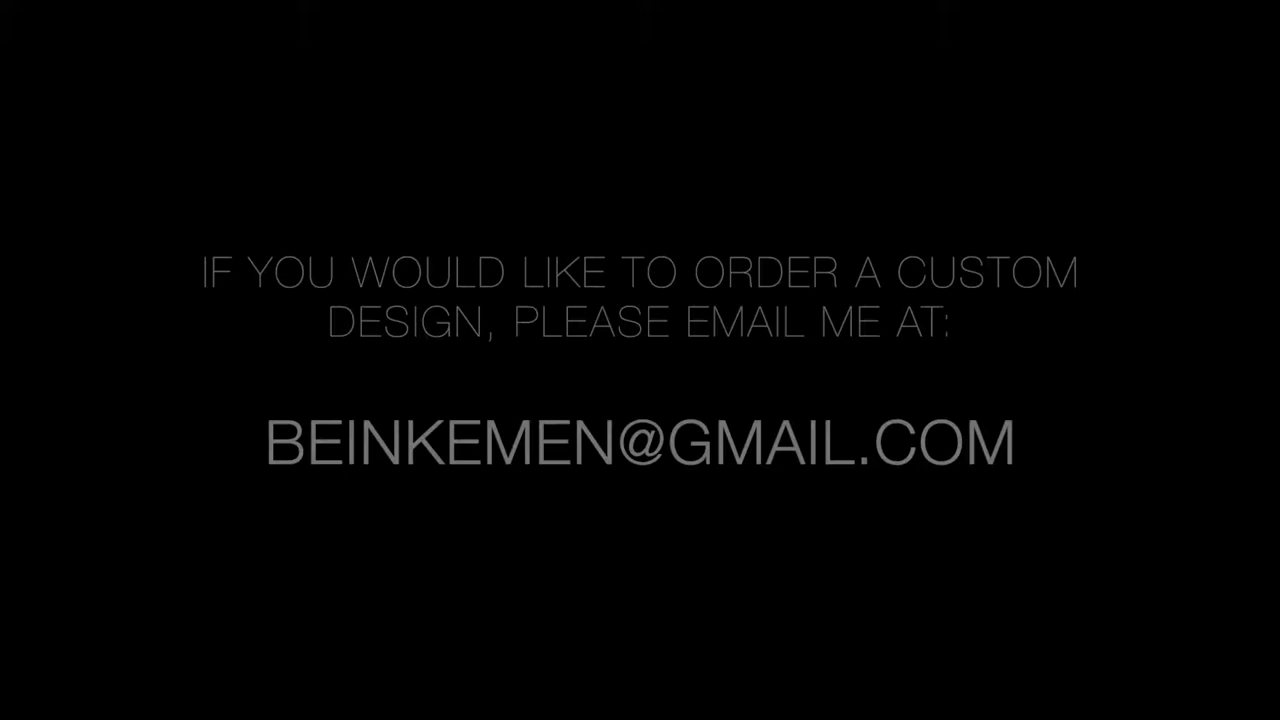 IF YOU WOULD LIKE TO ORDER A CUSTOM
DESIGN, PLEASE EMAIL ME AT:
BEINKEMEN@GMAIL.COM